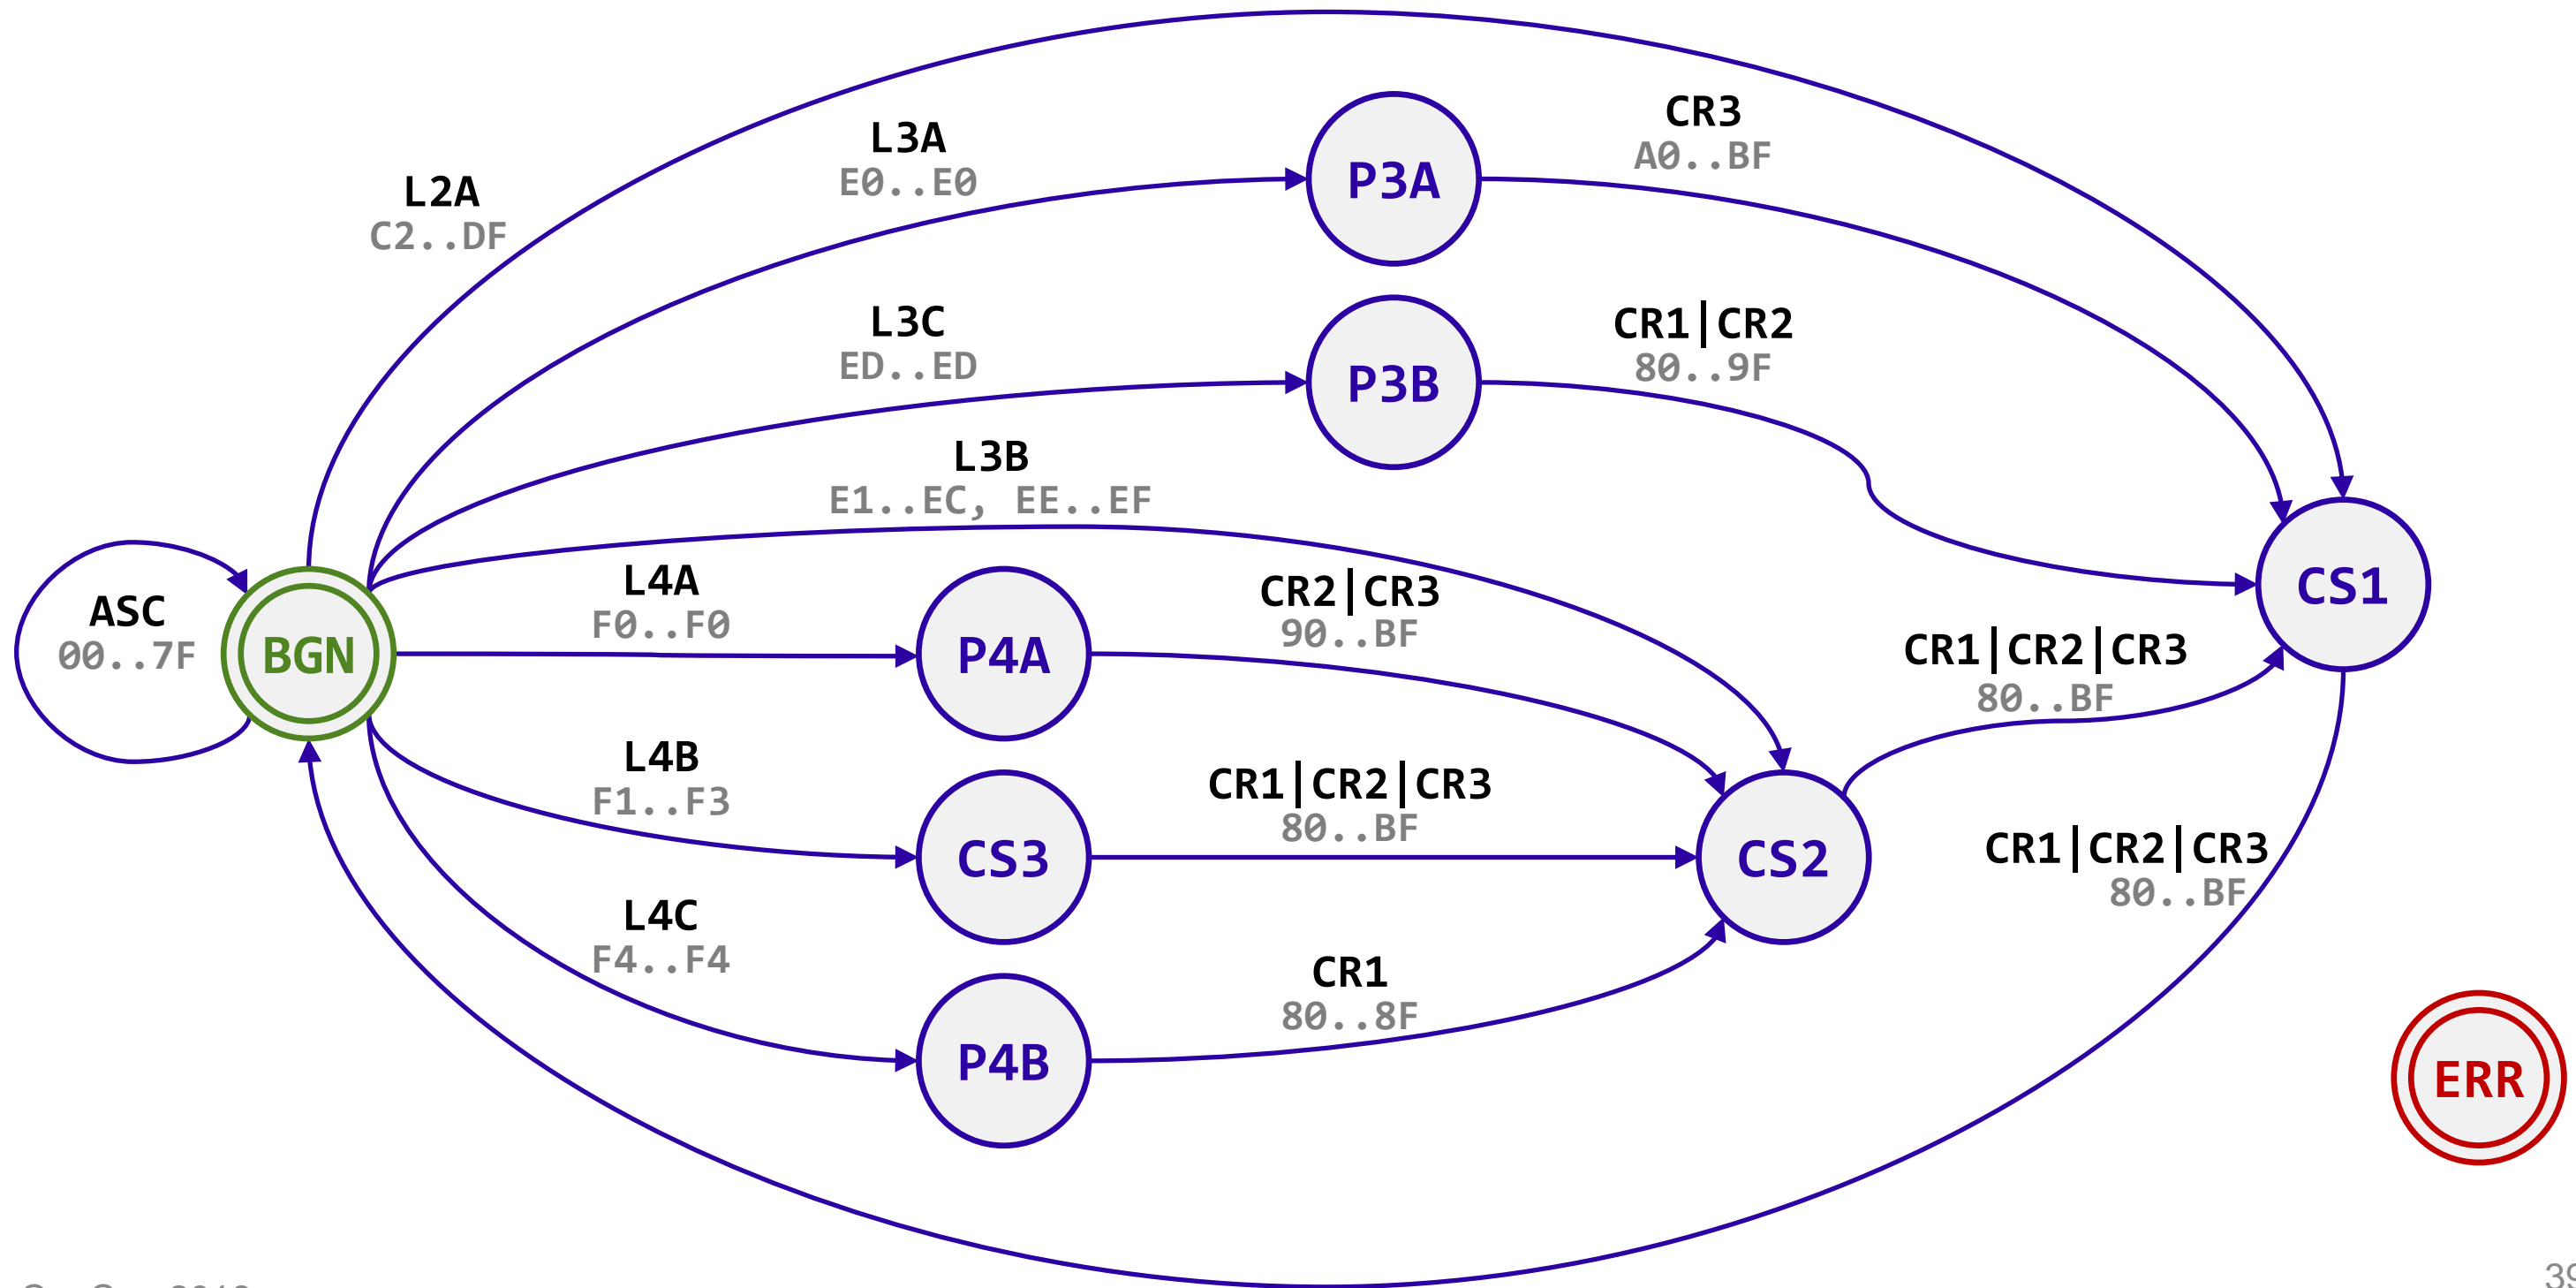 L2A
C2..DF
L3A
E0..E0
P3A
CR3
A0..BF
L3C
ED..ED
P3B
CR1|CR2
80..9F
L3B
E1..EC, EE..EF
ASC
00..7F
BGN
L4A
F0..F0
P4A
CR2|CR3
90..BF
CS1
CR1|CR2|CR3
80..BF
L4B
F1..F3
CS3
CR1|CR2|CR3
80..BF
CS2
CR1|CR2|CR3
80..BF
L4C
F4..F4
P4B
CR1
80..8F
ERR
39